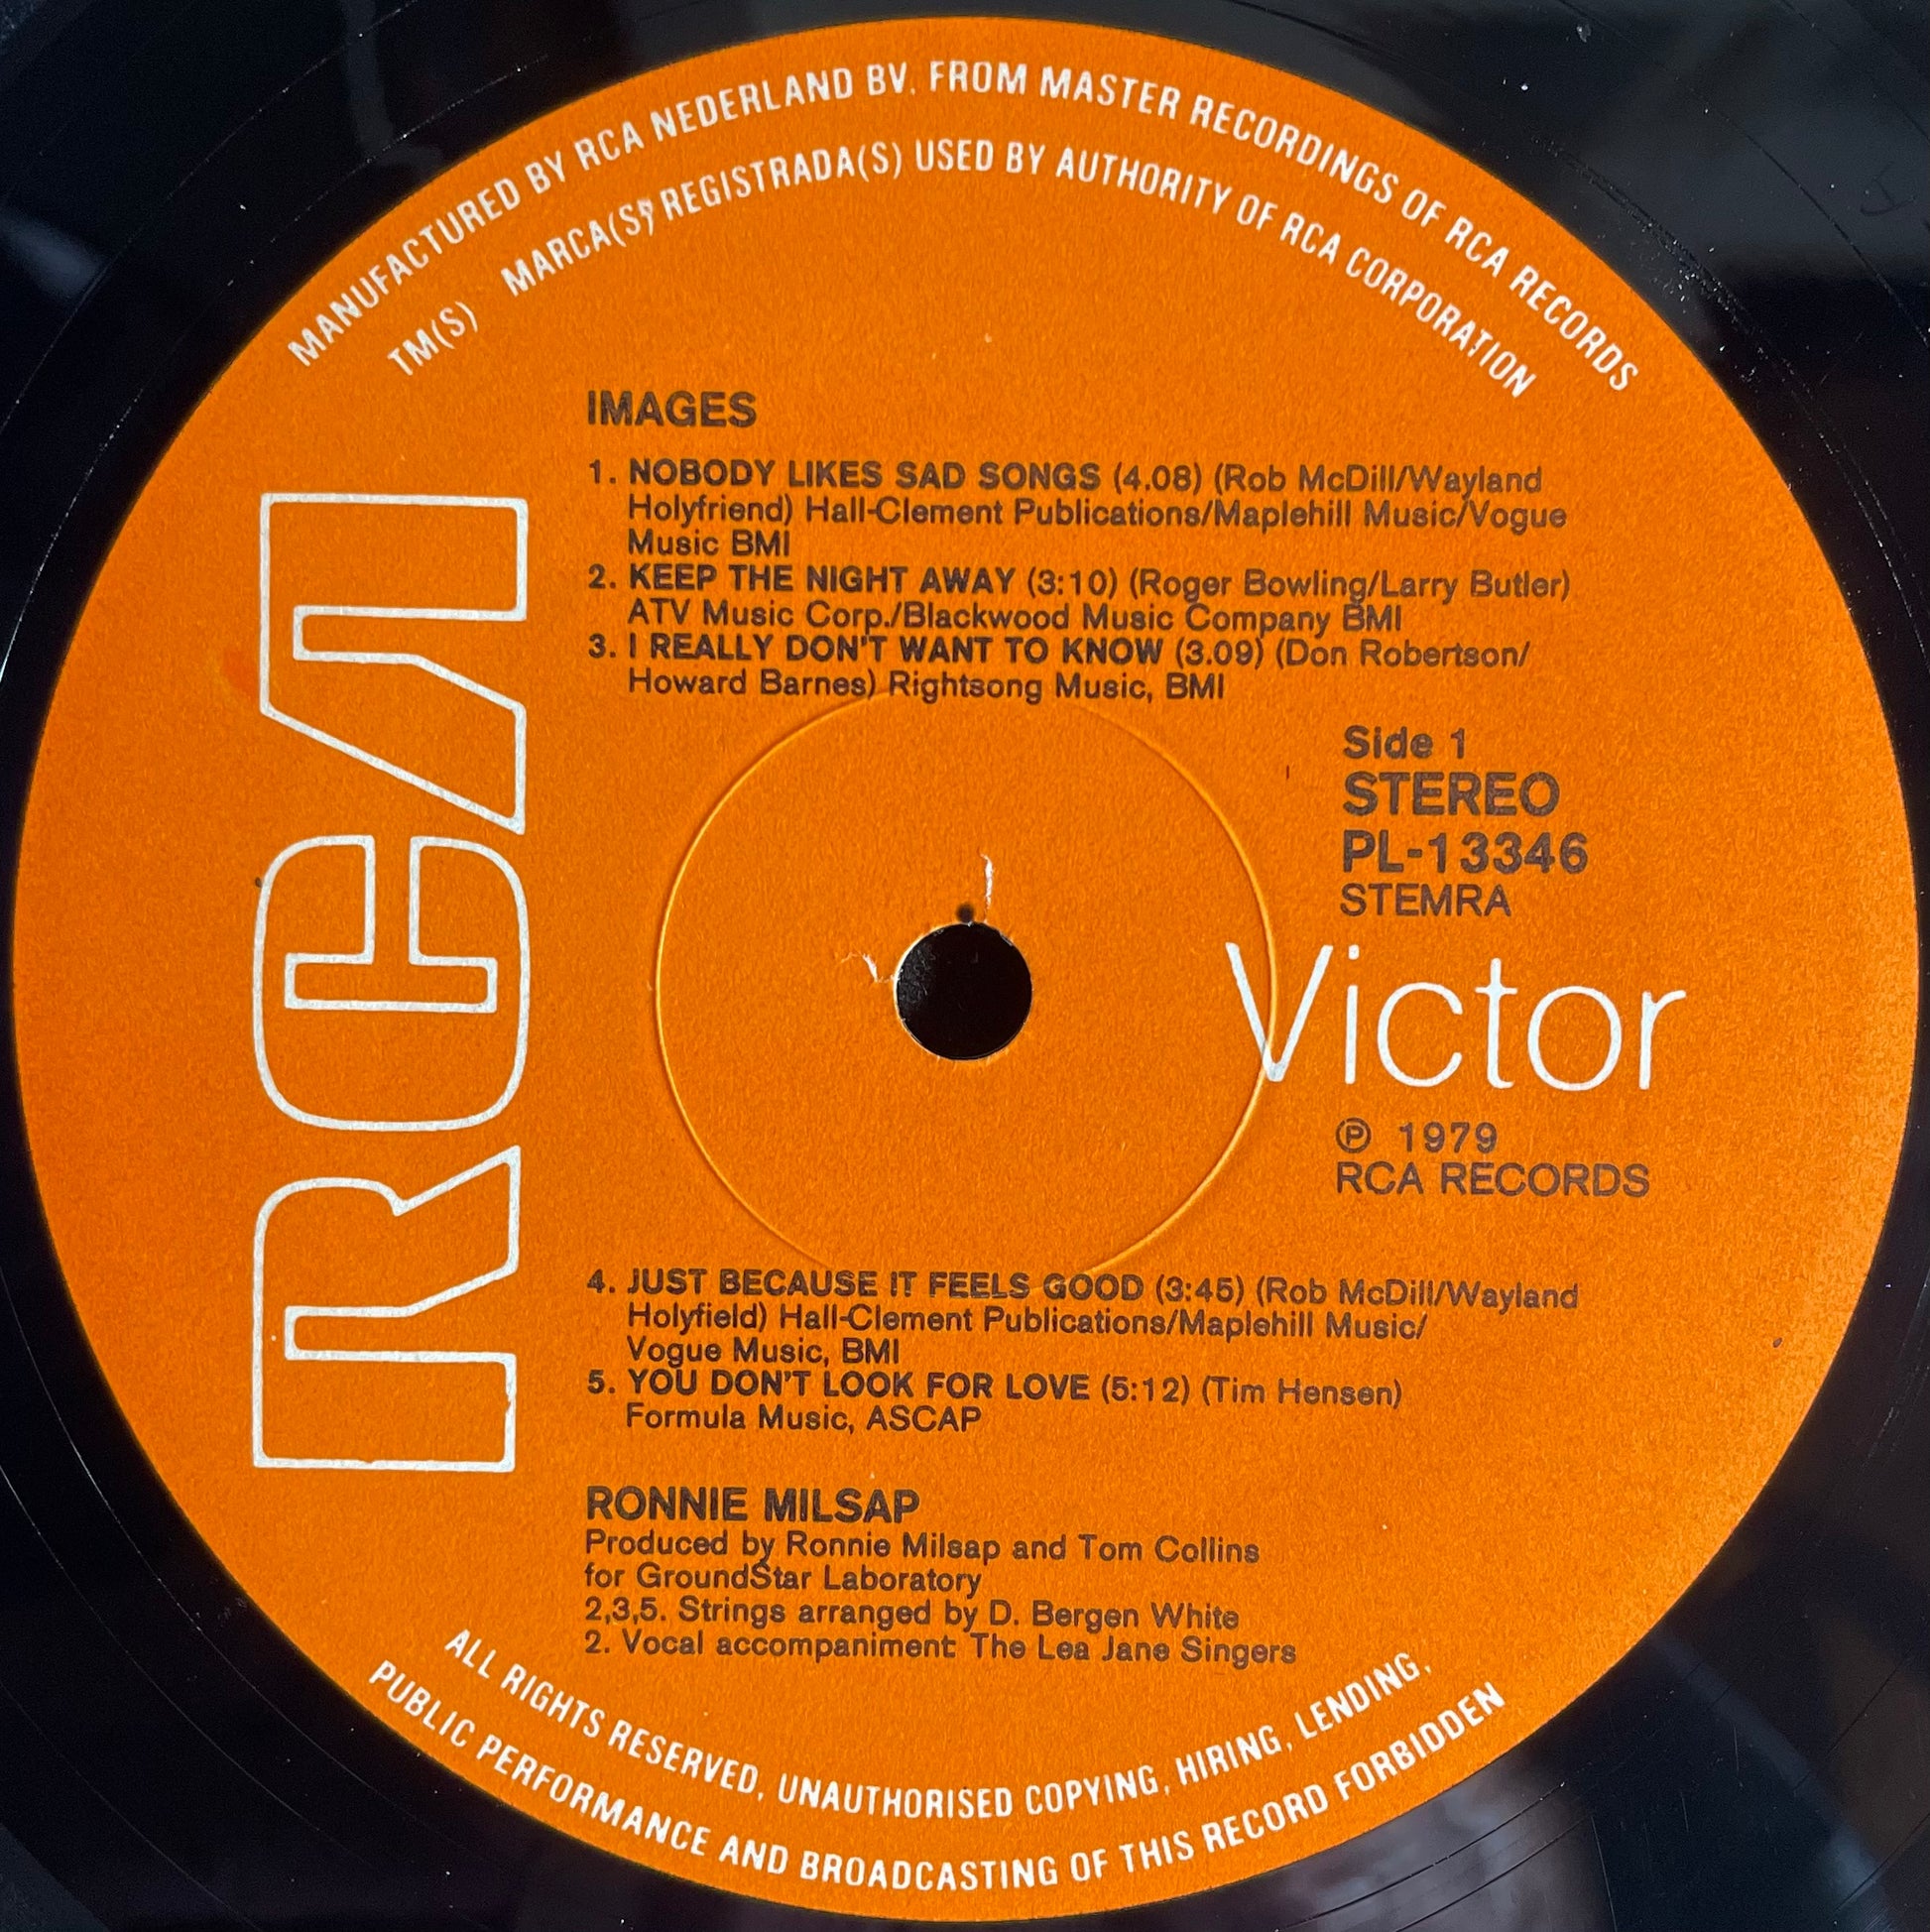 MANUFACTURED BY RCA NEDERLAND BV. FROM MASTER RECORDINGS OF RCA RECORDS
TM(S) MARCA(S) REGISTRADA(S) USED BY AUTHORITY OF RCA CORPORATION
IMAGES
1. NOBODY LIKES SAD SONGS (4.08) (Rob McDill/Wayland
Holyfriend) Hall-Clement Publications/Maplehill Music/Vogue
Music BMI
2. KEEP THE NIGHT AWAY (3:10) (Roger Bowling/Larry Butler)
ATV Music Corp./Blackwood Music Company BMI
3. I REALLY DON'T WANT TO KNOW (3.09) (Don Robertson/
Howard Barnes) Rightsong Music, BMI
Side 1
STEREO
PL-13346
STEMRA
RCA
Victor
℗ 1979
RCA RECORDS
4. JUST BECAUSE IT FEELS GOOD (3:45) (Rob McDill/Wayland
Holyfield) Hall-Clement Publications/Maplehill Music/
Vogue Music, BMI
5. YOU DON'T LOOK FOR LOVE (5:12) (Tim Hensen)
Formula Music, ASCAP
RONNIE MILSAP
Produced by Ronnie Milsap and Tom Collins
for GroundStar Laboratory
2,3,5. Strings arranged by D. Bergen White
2. Vocal accompaniment: The Lea Jane Singers
ALL RIGHTS RESERVED, UNAUTHORISED COPYING, HIRING, LENDING,
PUBLIC PERFORMANCE AND BROADCASTING OF THIS RECORD FORBIDDEN